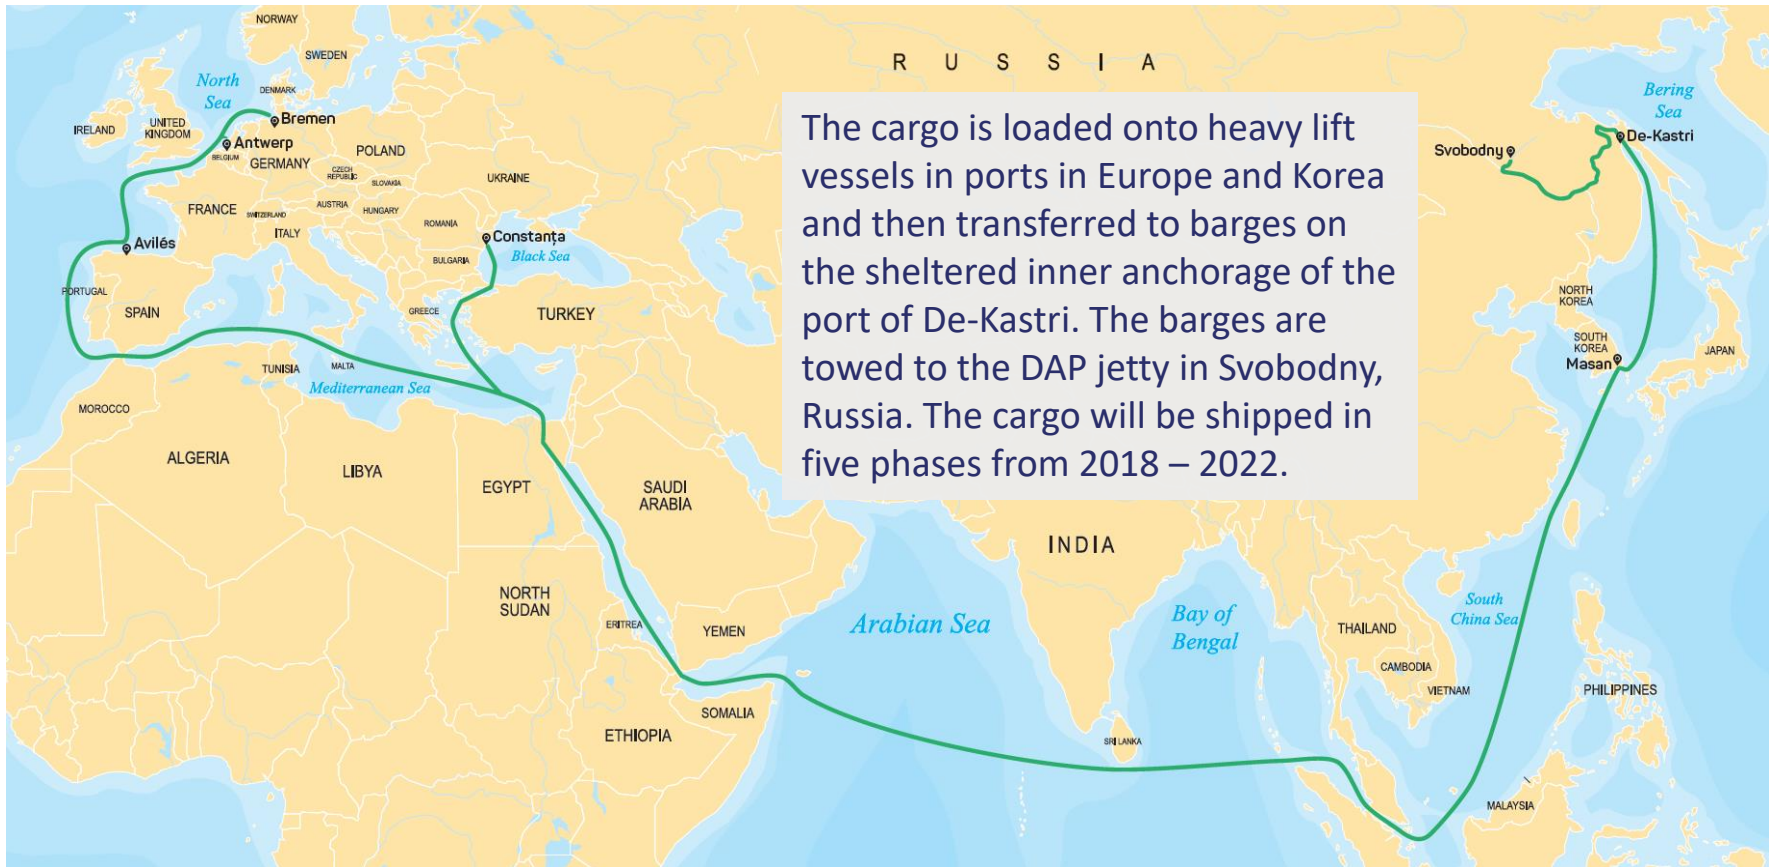 NORWAY
SWEDEN
R U S S I A
North
Sea
DENMARK
Bering
Sea
IRELAND
UNITED
KINGDOM
Bremen
Antwerp
BELGIUM
GERMANY
POLAND
CZECH
REPUBLIC
SLOVAKIA
UKRAINE
The cargo is loaded onto heavy lift
vessels in ports in Europe and Korea
and then transferred to barges on
the sheltered inner anchorage of the
port of De-Kastri. The barges are
towed to the DAP jetty in Svobodny,
Russia. The cargo will be shipped in
five phases from 2018 – 2022.
Svobodny
De-Kastri
FRANCE
SWITZERLAND
AUSTRIA
HUNGARY
ITALY
ROMANIA
Avilés
Constanța
Black Sea
BULGARIA
PORTUGAL
SPAIN
GREECE
TURKEY
NORTH
KOREA
SOUTH
KOREA
Masan
JAPAN
TUNISIA
MALTA
Mediterranean Sea
MOROCCO
ALGERIA
LIBYA
EGYPT
SAUDI
ARABIA
INDIA
NORTH
SUDAN
ERITREA
YEMEN
Arabian Sea
Bay of
Bengal
THAILAND
South
China Sea
CAMBODIA
VIETNAM
PHILIPPINES
SOMALIA
ETHIOPIA
SRI LANKA
MALAYSIA